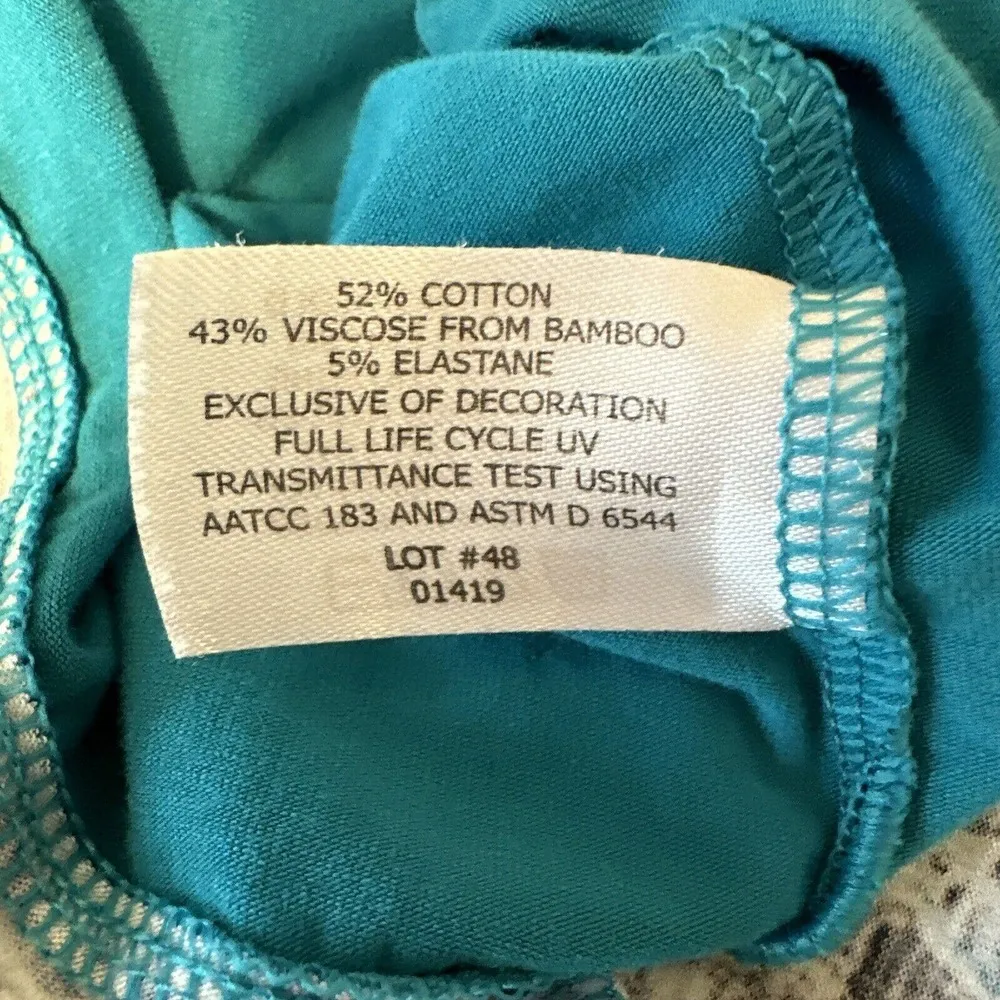 52% COTTON
43% VISCOSE FROM BAMBOO
5% ELASTANE
EXCLUSIVE OF DECORATION
FULL LIFE CYCLE UV
TRANSMITTANCE TEST USING
AATCC 183 AND ASTM D 6544
LOT #48
01419